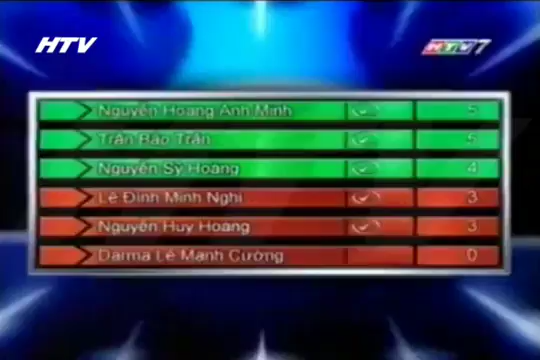 HTV
HTV7
Nguyễn Hoàng Anh Minh 5
Trần Bảo Trân 5
Nguyễn Sỹ Hoàng 4
Lê Đình Minh Nghi 3
Nguyễn Huy Hoàng 3
Darma Lê Mạnh Cường 0